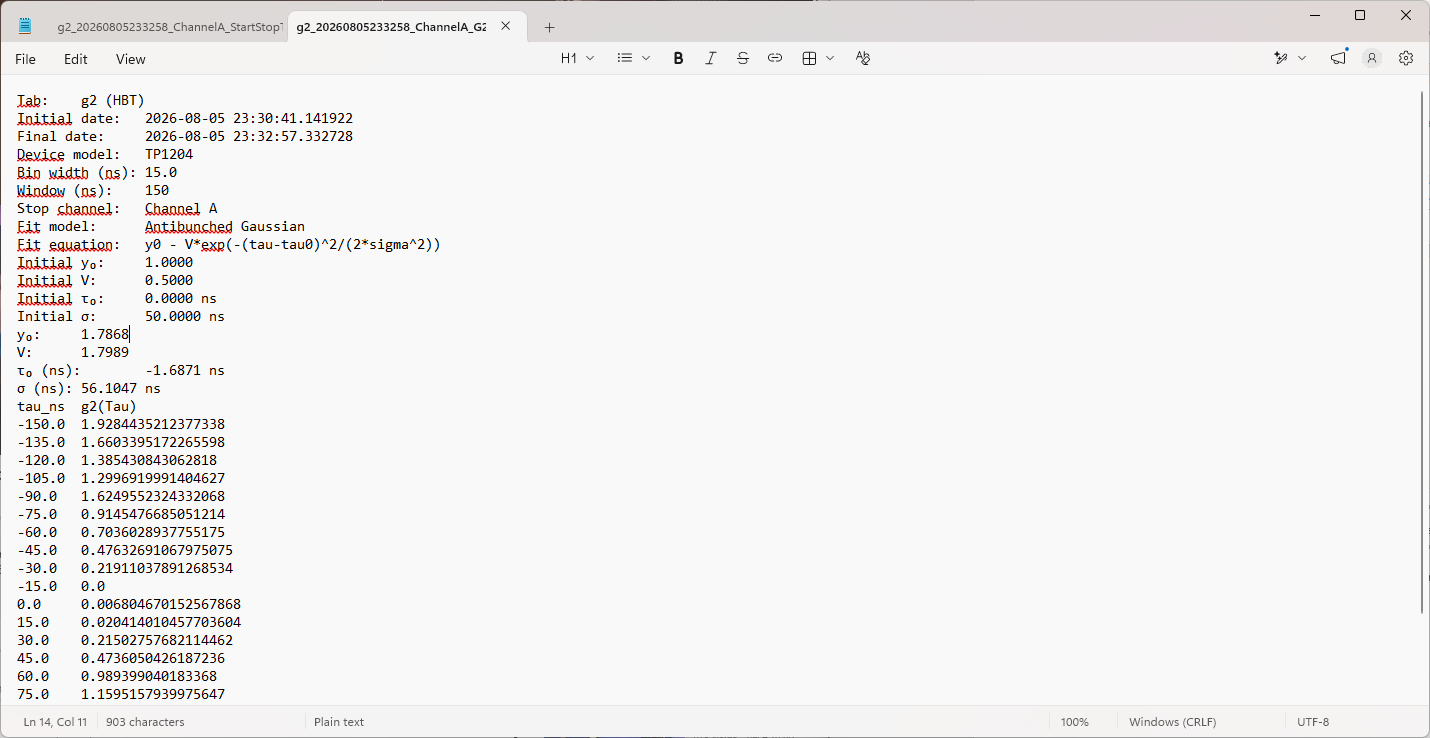 g2_20260805233258_ChannelA_StartStopT
g2_20260805233258_ChannelA_G2
File Edit View
H1
Tab: g2 (HBT)
Initial date: 2026-08-05 23:30:41.141922
Final date: 2026-08-05 23:32:57.332728
Device model: TP1204
Bin width (ns): 15.0
Window (ns): 150
Stop channel: Channel A
Fit model: Antibunched Gaussian
Fit equation: y0 - V*exp(-(tau-tau0)^2/(2*sigma^2))
Initial y₀: 1.0000
Initial V: 0.5000
Initial τ₀: 0.0000 ns
Initial σ: 50.0000 ns
y₀: 1.7868
V: 1.7989
τ₀ (ns): -1.6871 ns
σ (ns): 56.1047 ns
tau_ns g2(Tau)
-150.0 1.9284435212377338
-135.0 1.6603395172265598
-120.0 1.385430843062818
-105.0 1.2996919991404627
-90.0 1.6249552324332068
-75.0 0.9145476685051214
-60.0 0.7036028937755175
-45.0 0.47632691067975075
-30.0 0.21911037891268534
-15.0 0.0
0.0 0.006804670152567868
15.0 0.020414010457703604
30.0 0.21502757682114462
45.0 0.4736050426187236
60.0 0.989399040183368
75.0 1.1595157939975647
Ln 14, Col 11 903 characters Plain text 100% Windows (CRLF) UTF-8